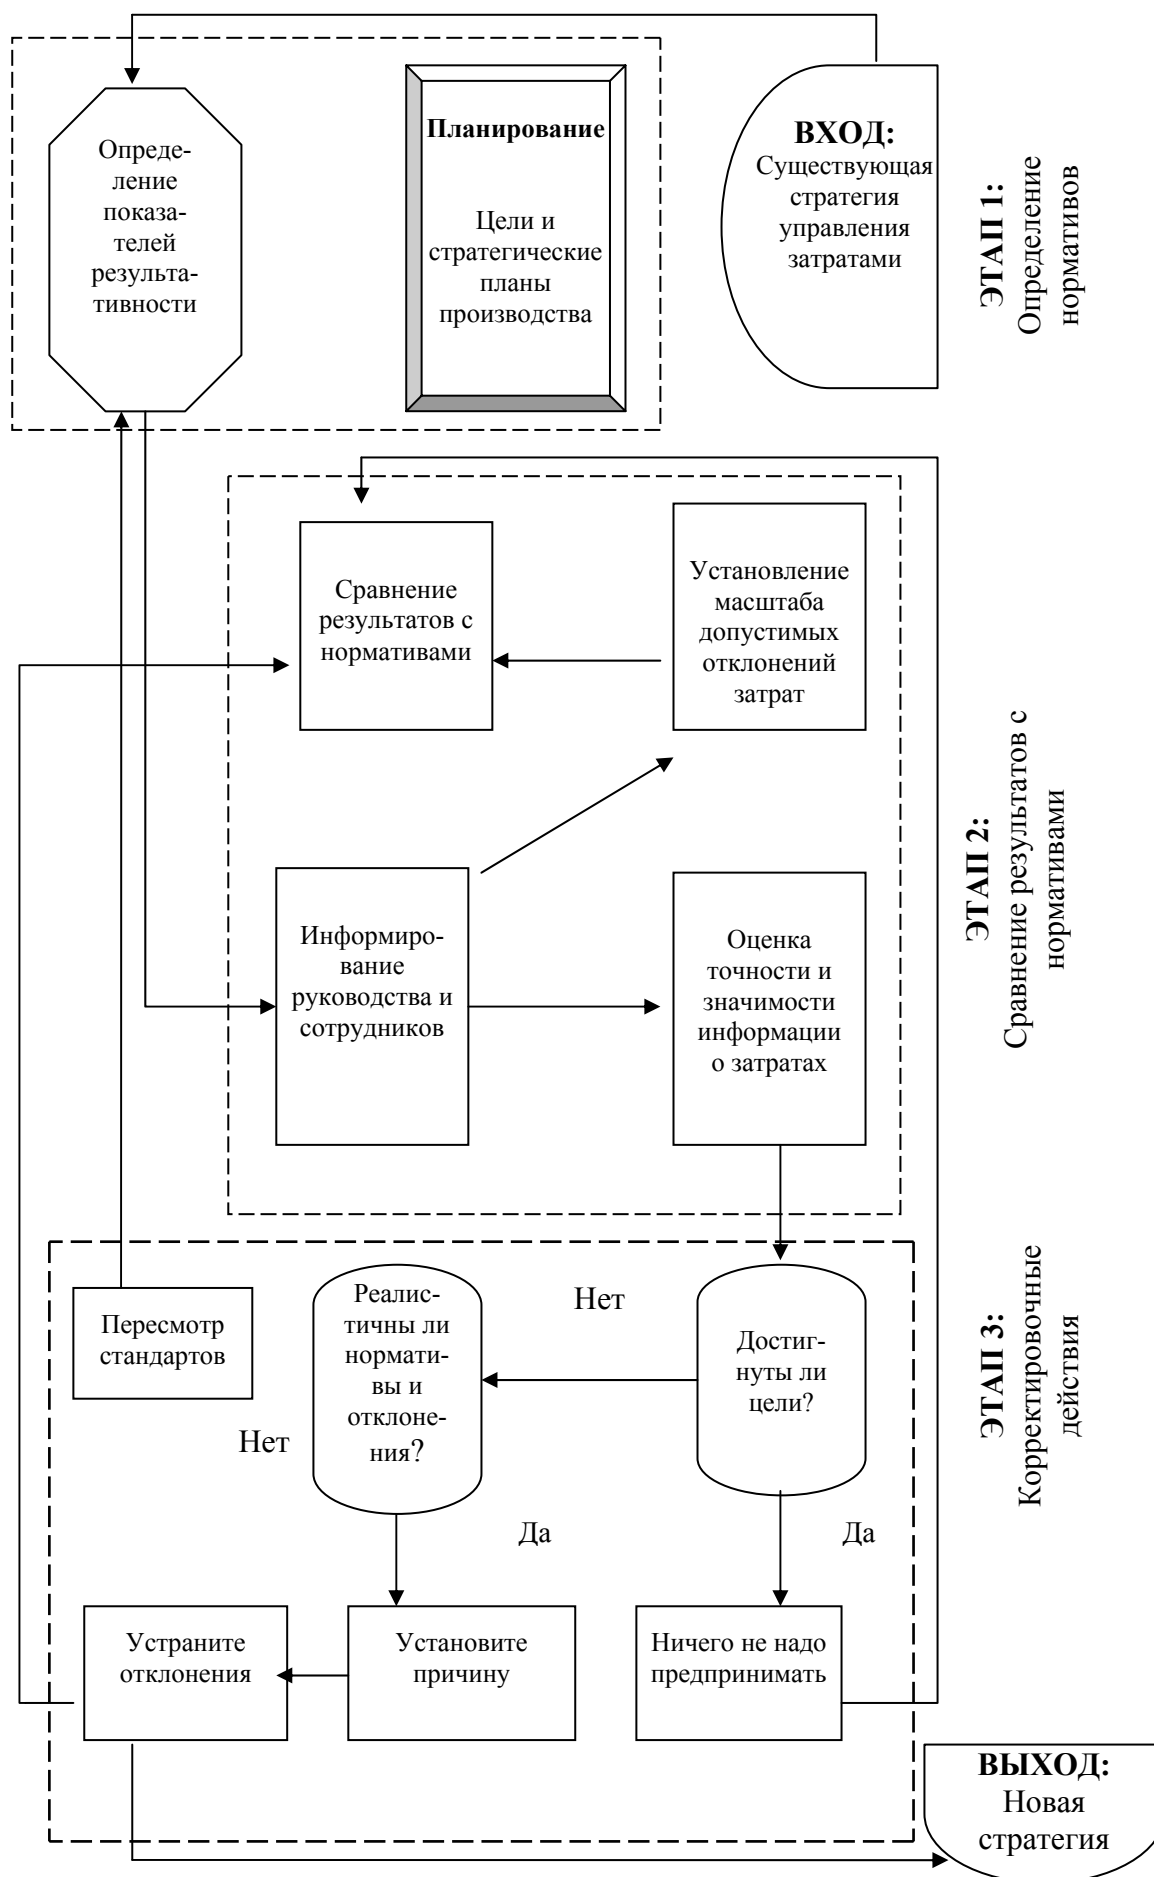 Опреде-
ление
показа-
телей
результа-
тивности
Планирование
Цели и
стратегические
планы
производства
ВХОД:
Существующая
стратегия
управления
затратами
ЭТАП 1:
Определение
нормативов
Сравнение
результатов с
нормативами
Установление
масштаба
допустимых
отклонений
затрат
Информиро-
вание
руководства и
сотрудников
Оценка
точности и
значимости
информации
о затратах
ЭТАП 2:
Сравнение результатов с
нормативами
Пересмотр
стандартов
Реалис-
тичны ли
нормати-
вы и
отклоне-
ния?
Нет
Достиг-
нуты ли
цели?
Нет
Да
Да
ЭТАП 3:
Корректировочные
действия
Устраните
отклонения
Установите
причину
Ничего не надо
предпринимать
ВЫХОД:
Новая
стратегия